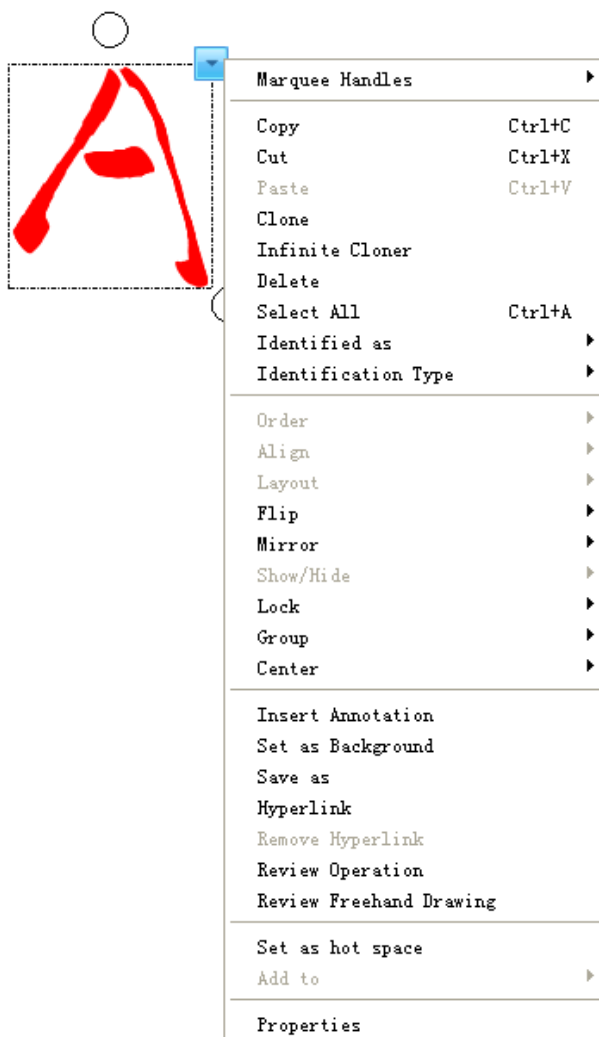 A
Marquee Handles
Copy Ctrl+C
Cut Ctrl+X
Paste Ctrl+V
Clone
Infinite Cloner
Delete
Select All Ctrl+A
Identified as
Identification Type
Order
Align
Layout
Flip
Mirror
Show/Hide
Lock
Group
Center
Insert Annotation
Set as Background
Save as
Hyperlink
Remove Hyperlink
Review Operation
Review Freehand Drawing
Set as hot space
Add to
Properties